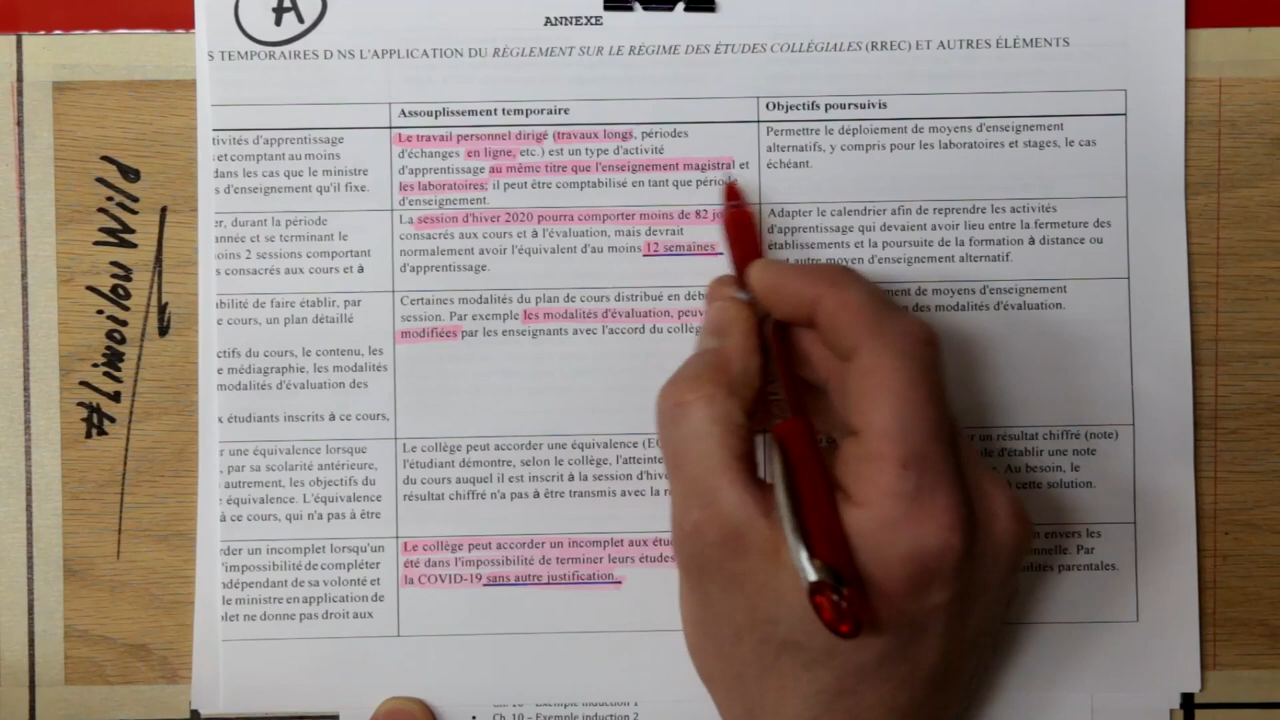 A
ANNEXE
S TEMPORAIRES D NS L'APPLICATION DU RÈGLEMENT SUR LE RÉGIME DES ÉTUDES COLLÉGIALES (RREC) ET AUTRES ÉLÉMENTS
Assouplissement temporaire
Objectifs poursuivis
tivités d'apprentissage
et comptant au moins
dans les cas que le ministre
s d'enseignement qu'il fixe.
Le travail personnel dirigé (travaux longs, périodes
d'échanges en ligne, etc.) est un type d'activité
d'apprentissage au même titre que l'enseignement magistral et
les laboratoires; il peut être comptabilisé en tant que période
d'enseignement.
Permettre le déploiement de moyens d'enseignement
alternatifs, y compris pour les laboratoires et stages, le cas
échéant.
er, durant la période
année et se terminant le
oins 2 sessions comportant
s consacrés aux cours et à
La session d'hiver 2020 pourra comporter moins de 82 jo
consacrés aux cours et à l'évaluation, mais devrait
normalement avoir l'équivalent d'au moins 12 semaines
d'apprentissage.
Adapter le calendrier afin de reprendre les activités
d'apprentissage qui devaient avoir lieu entre la fermeture des
établissements et la poursuite de la formation à distance ou
autre moyen d'enseignement alternatif.
abilité de faire établir, par
e cours, un plan détaillé
ctifs du cours, le contenu, les
e médiagraphie, les modalités
modalités d'évaluation des
x étudiants inscrits à ce cours,
Certaines modalités du plan de cours distribué en déb
session. Par exemple les modalités d'évaluation, peuv
modifiées par les enseignants avec l'accord du collèg
ment de moyens d'enseignement
n des modalités d'évaluation.
r une équivalence lorsque
, par sa scolarité antérieure,
autrement, les objectifs du
équivalence. L'équivalence
à ce cours, qui n'a pas à être
Le collège peut accorder une équivalence (EQ
l'étudiant démontre, selon le collège, l'atteinte
du cours auquel il est inscrit à la session d'hive
résultat chiffré n'a pas à être transmis avec la r
r un résultat chiffré (note)
le d'établir une note
. Au besoin, le
à cette solution.
rder un incomplet lorsqu'un
'impossibilité de compléter
ndépendant de sa volonté et
le ministre en application de
plet ne donne pas droit aux
Le collège peut accorder un incomplet aux étu
été dans l'impossibilité de terminer leurs études
la COVID-19 sans autre justification.
n envers les
nnelle. Par
bilités parentales.
#Limoilou Wild
Ch. 10 – Exemple induction 1
• Ch. 10 – Exemple induction 2